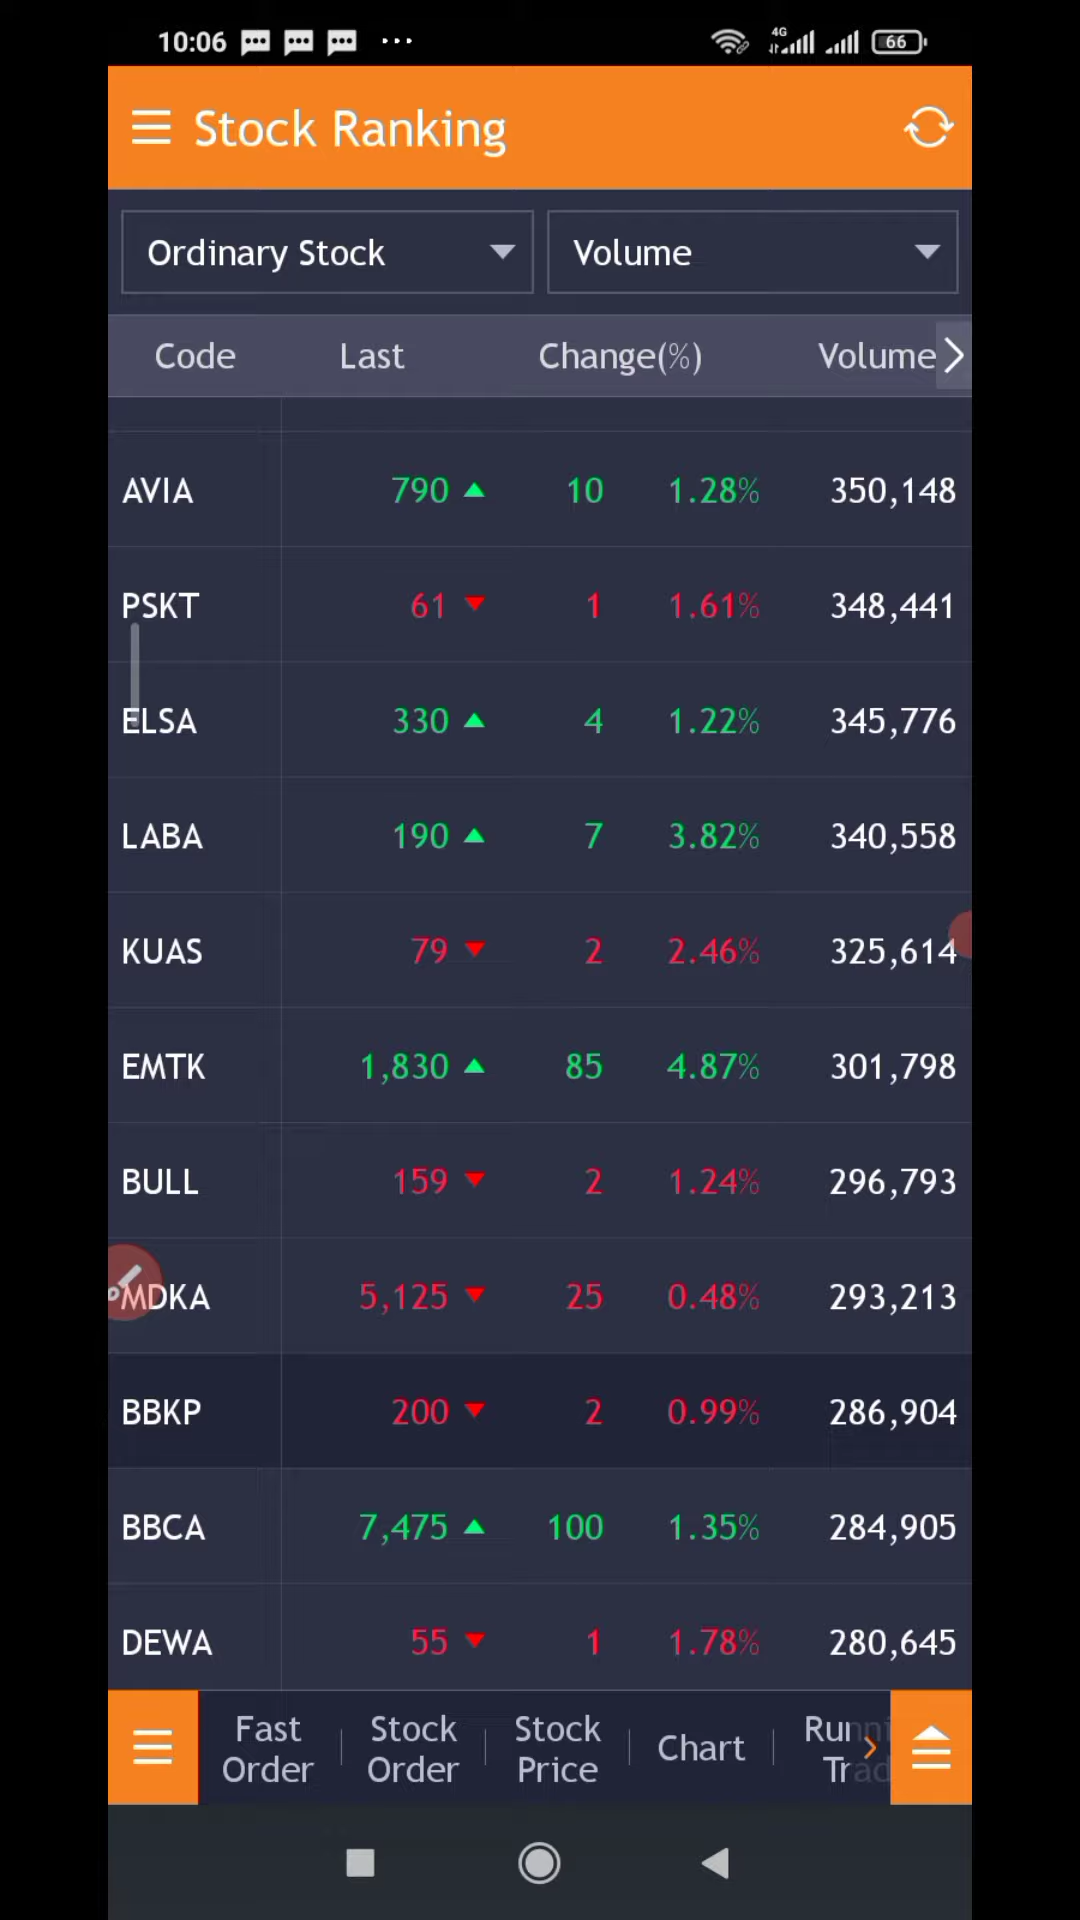 10:06 4G 66
Stock Ranking
Ordinary Stock Volume
Code Last Change(%) Volume
AVIA 790 10 1.28% 350,148
PSKT 61 1 1.61% 348,441
ELSA 330 4 1.22% 345,776
LABA 190 7 3.82% 340,558
KUAS 79 2 2.46% 325,614
EMTK 1,830 85 4.87% 301,798
BULL 159 2 1.24% 296,793
MDKA 5,125 25 0.48% 293,213
BBKP 200 2 0.99% 286,904
BBCA 7,475 100 1.35% 284,905
DEWA 55 1 1.78% 280,645
Fast Order
Stock Order
Stock Price
Chart